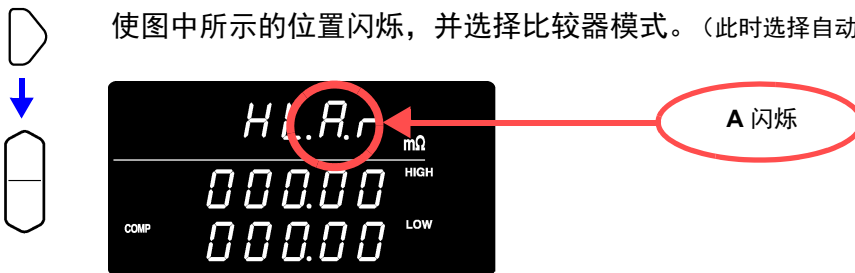 使图中所示的位置闪烁，并选择比较器模式。（此时选择自动
HL.A.r
mΩ
A 闪烁
000.00 HIGH
COMP 000.00 LOW